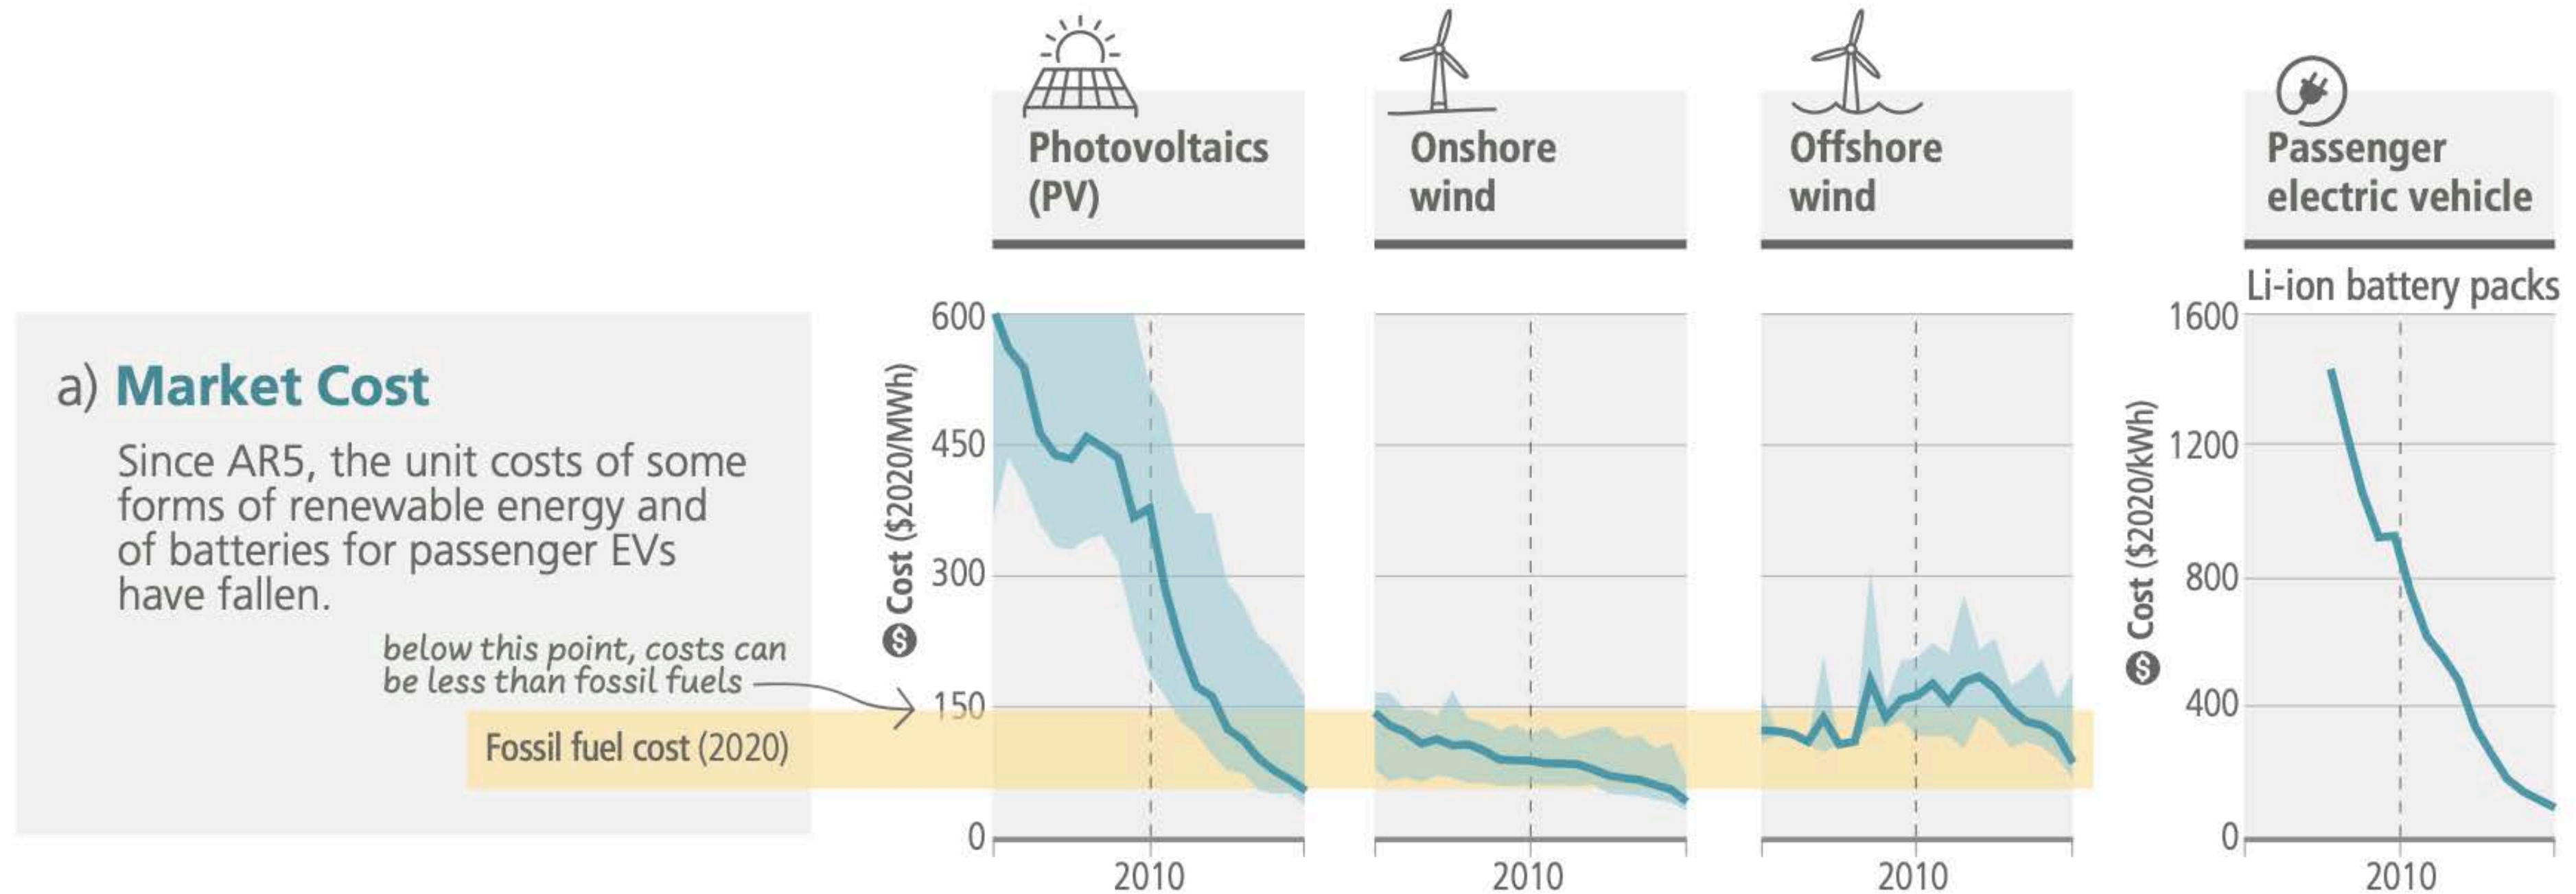 Photovoltaics
(PV)
Onshore
wind
Offshore
wind
Passenger
electric vehicle
Li-ion battery packs
a) Market Cost
Since AR5, the unit costs of some
forms of renewable energy and
of batteries for passenger EVs
have fallen.
below this point, costs can
be less than fossil fuels
Fossil fuel cost (2020)
$ Cost ($2020/MWh)
600
450
300
150
0
2010
2010
2010
$ Cost ($2020/kWh)
1600
1200
800
400
0
2010